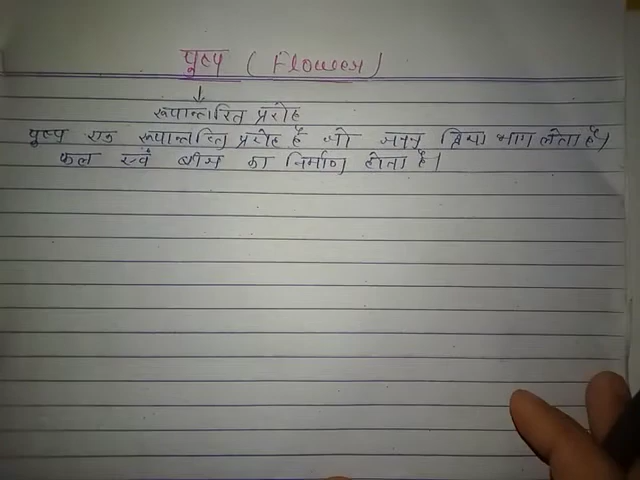 पुष्प (Flower)
↓
रूपान्तरित प्ररोह
पुष्प एक रूपान्तरित प्ररोह है जो जनन क्रिया भाग लेता है।
फल एवं बीज का निर्माण होता है।